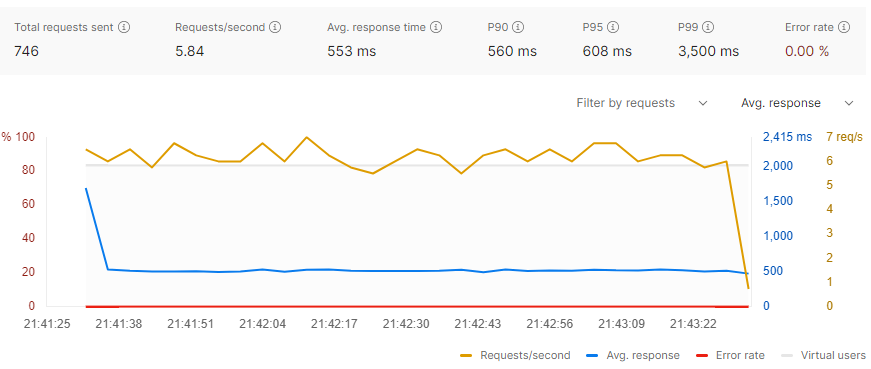 Total requests sent Requests/second Avg. response time P90 P95 P99 Error rate
746 5.84 553 ms 560 ms 608 ms 3,500 ms 0.00 %
Filter by requests Avg. response
% 100 2,415 ms 7 req/s
80 2,000 6
60 1,500 5
40 1,000 4
20 500 3
0 0 2
1
0
21:41:25 21:41:38 21:41:51 21:42:04 21:42:17 21:42:30 21:42:43 21:42:56 21:43:09 21:43:22
Requests/second Avg. response Error rate Virtual users